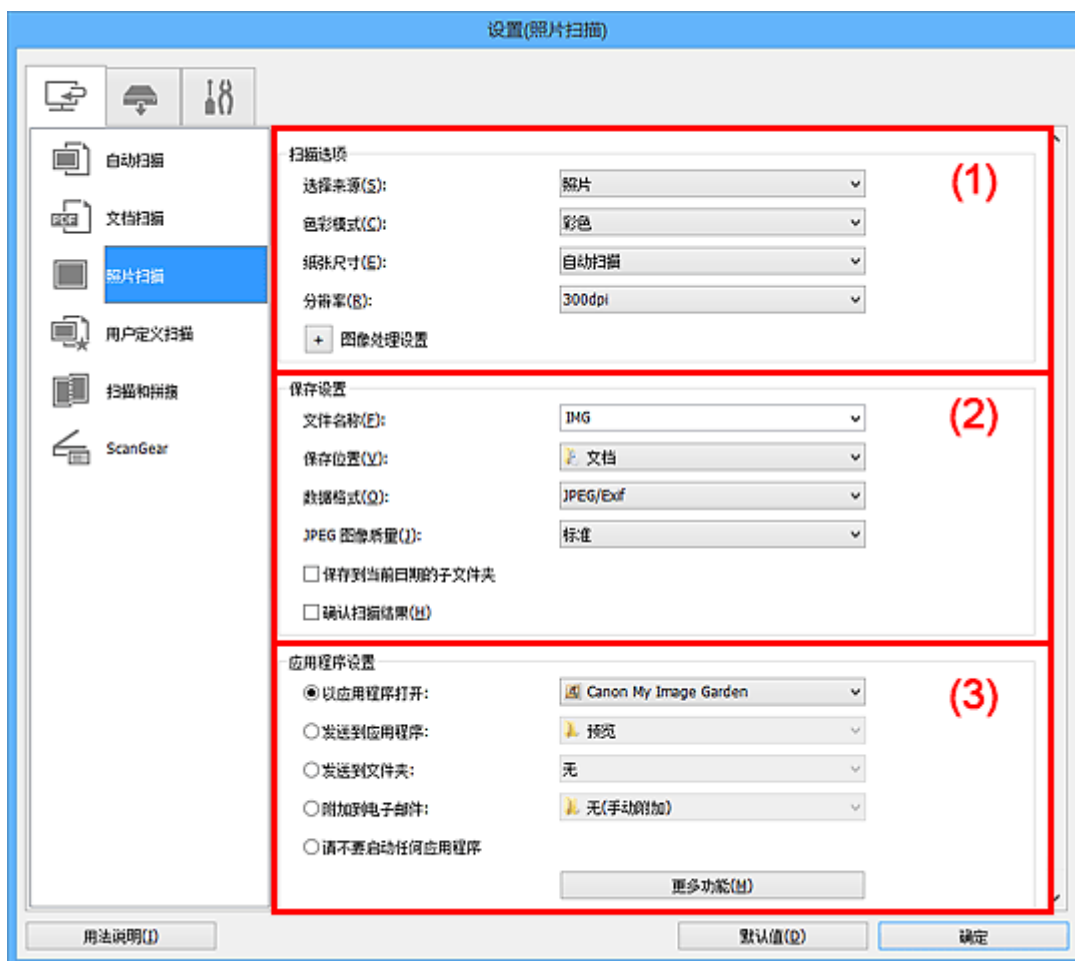 设置(照片扫描)
自动扫描
文档扫描
照片扫描
用户定义扫描
扫描和拼接
ScanGear
扫描选项
(1)
选择来源(S): 照片
色彩模式(C): 彩色
纸张尺寸(E): 自动扫描
分辨率(R): 300dpi
+ 图像处理设置
保存设置
(2)
文件名称(F): IMG
保存位置(V): 文档
数据格式(O): JPEG/Exif
JPEG 图像质量(J): 标准
保存到当前日期的子文件夹
确认扫描结果(H)
应用程序设置
(3)
以应用程序打开: Canon My Image Garden
发送到应用程序: 预览
发送到文件夹: 无
附加到电子邮件: 无(手动附加)
请不要启动任何应用程序
更多功能(M)
用法说明(I) 默认值(D) 确定